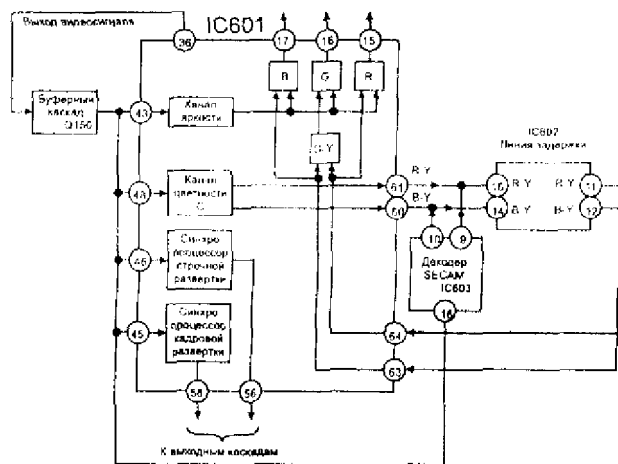 Выход видеосигнала
IC601
36
17
16
15
B
G
R
Буферный
каскад
Q150
43
Канал
яркости
G-Y
IC602
Линия задержки
48
Канал
цветности
C
61
R-Y
16
R-Y
R-Y
11
60
B-Y
14
B-Y
B-Y
12
10
9
Декодер
SECAM
IC603
16
46
Синхро
процессор
строчной
развертки
45
Синхро
процессор
кадровой
развертки
64
63
58
56
К выходным каскадам